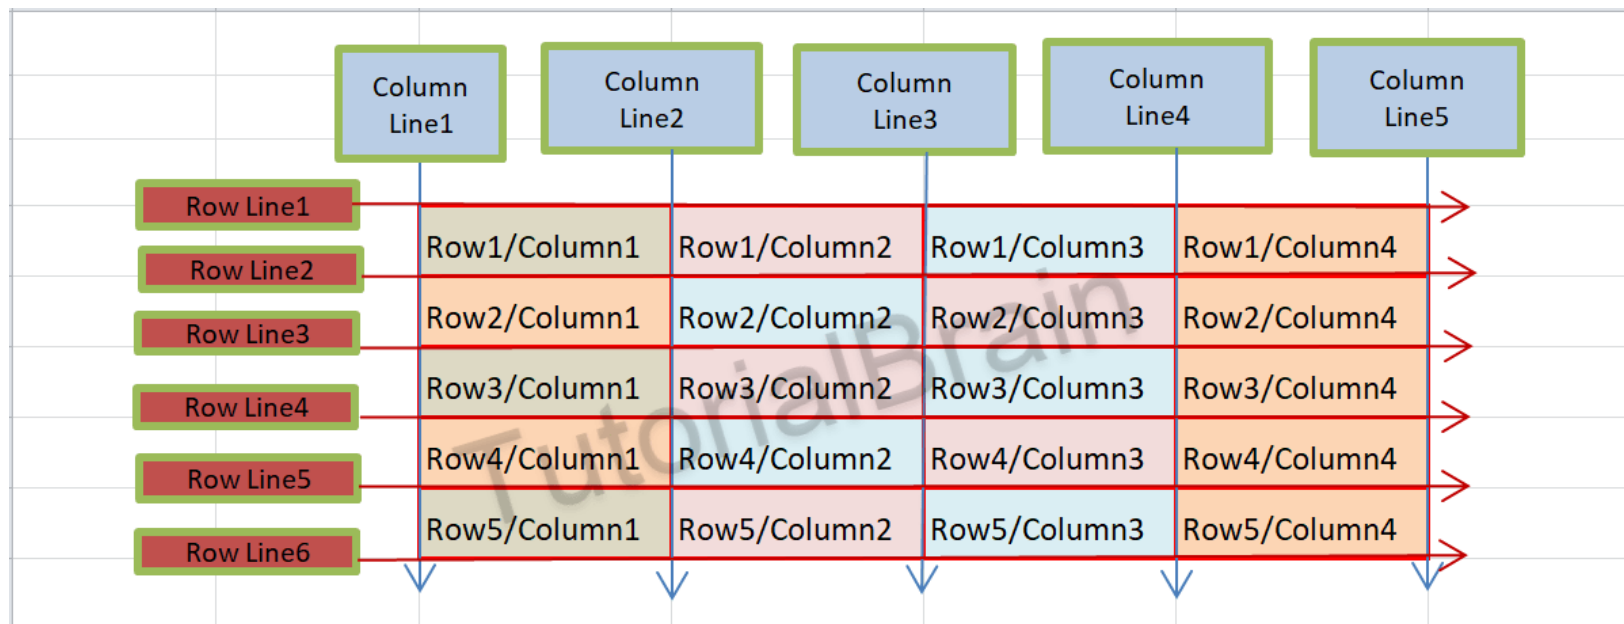 Column
Line1
Column
Line2
Column
Line3
Column
Line4
Column
Line5
Row Line1
Row1/Column1 Row1/Column2 Row1/Column3 Row1/Column4
Row Line2
Row2/Column1 Row2/Column2 Row2/Column3 Row2/Column4
Row Line3
Row3/Column1 Row3/Column2 Row3/Column3 Row3/Column4
Row Line4
Row4/Column1 Row4/Column2 Row4/Column3 Row4/Column4
Row Line5
Row5/Column1 Row5/Column2 Row5/Column3 Row5/Column4
Row Line6
TutorialBrain